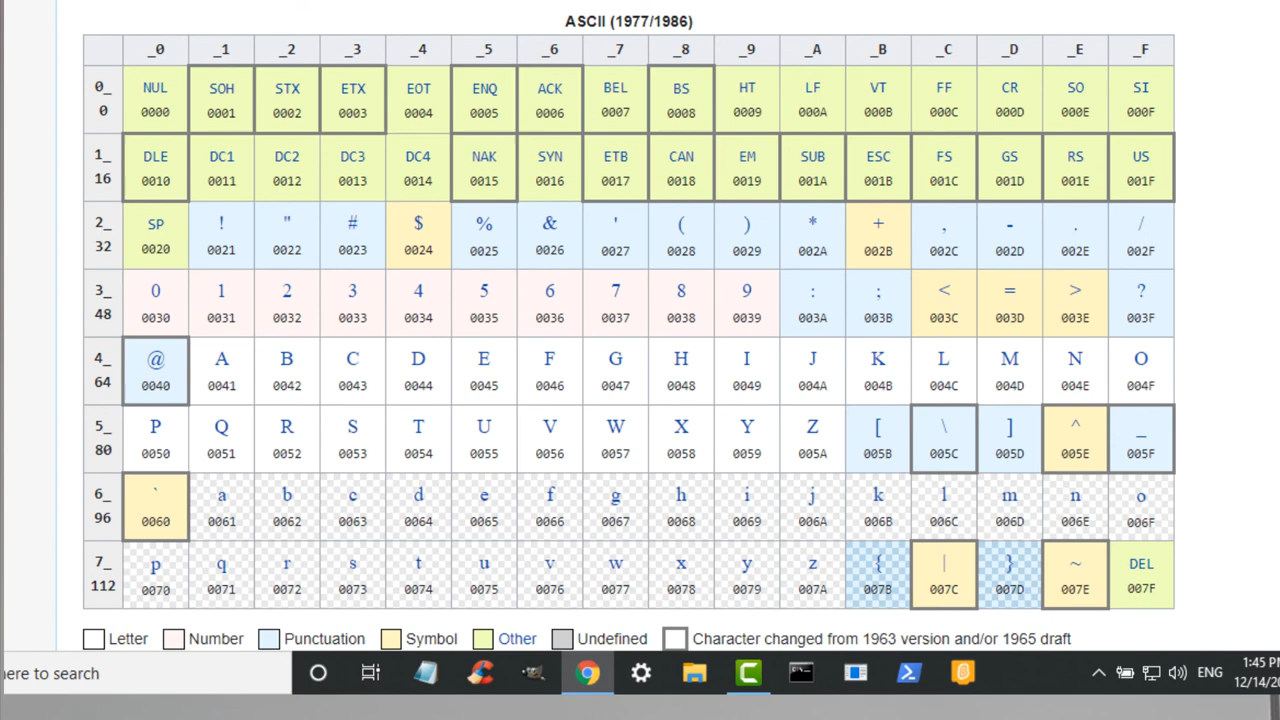 ASCII (1977/1986)
_0 _1 _2 _3 _4 _5 _6 _7 _8 _9 _A _B _C _D _E _F
0_ NUL SOH STX ETX EOT ENQ ACK BEL BS HT LF VT FF CR SO SI
0 0000 0001 0002 0003 0004 0005 0006 0007 0008 0009 000A 000B 000C 000D 000E 000F
1_ DLE DC1 DC2 DC3 DC4 NAK SYN ETB CAN EM SUB ESC FS GS RS US
16 0010 0011 0012 0013 0014 0015 0016 0017 0018 0019 001A 001B 001C 001D 001E 001F
2_ SP ! " # $ % & ' ( ) * + , - . /
32 0020 0021 0022 0023 0024 0025 0026 0027 0028 0029 002A 002B 002C 002D 002E 002F
3_ 0 1 2 3 4 5 6 7 8 9 : ; < = > ?
48 0030 0031 0032 0033 0034 0035 0036 0037 0038 0039 003A 003B 003C 003D 003E 003F
4_ @ A B C D E F G H I J K L M N O
64 0040 0041 0042 0043 0044 0045 0046 0047 0048 0049 004A 004B 004C 004D 004E 004F
5_ P Q R S T U V W X Y Z [ \ ] ^ _
80 0050 0051 0052 0053 0054 0055 0056 0057 0058 0059 005A 005B 005C 005D 005E 005F
6_ ` a b c d e f g h i j k l m n o
96 0060 0061 0062 0063 0064 0065 0066 0067 0068 0069 006A 006B 006C 006D 006E 006F
7_ p q r s t u v w x y z { | } ~ DEL
112 0070 0071 0072 0073 0074 0075 0076 0077 0078 0079 007A 007B 007C 007D 007E 007F
Letter Number Punctuation Symbol Other Undefined Character changed from 1963 version and/or 1965 draft
here to search ENG 1:45 P
12/14/20